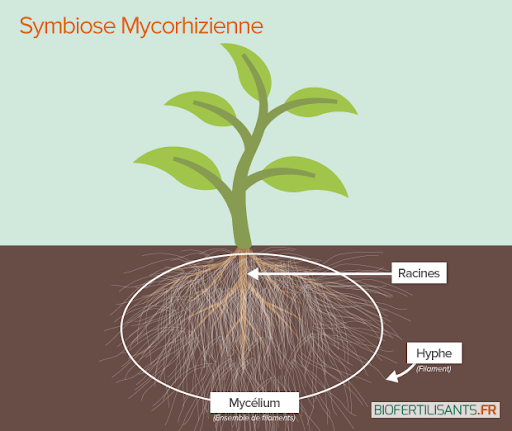 Symbiose Mycorhizienne
Racines
Hyphe
(Filament)
Mycélium
(Ensemble de filaments)
BIOFERTILISANTS.FR